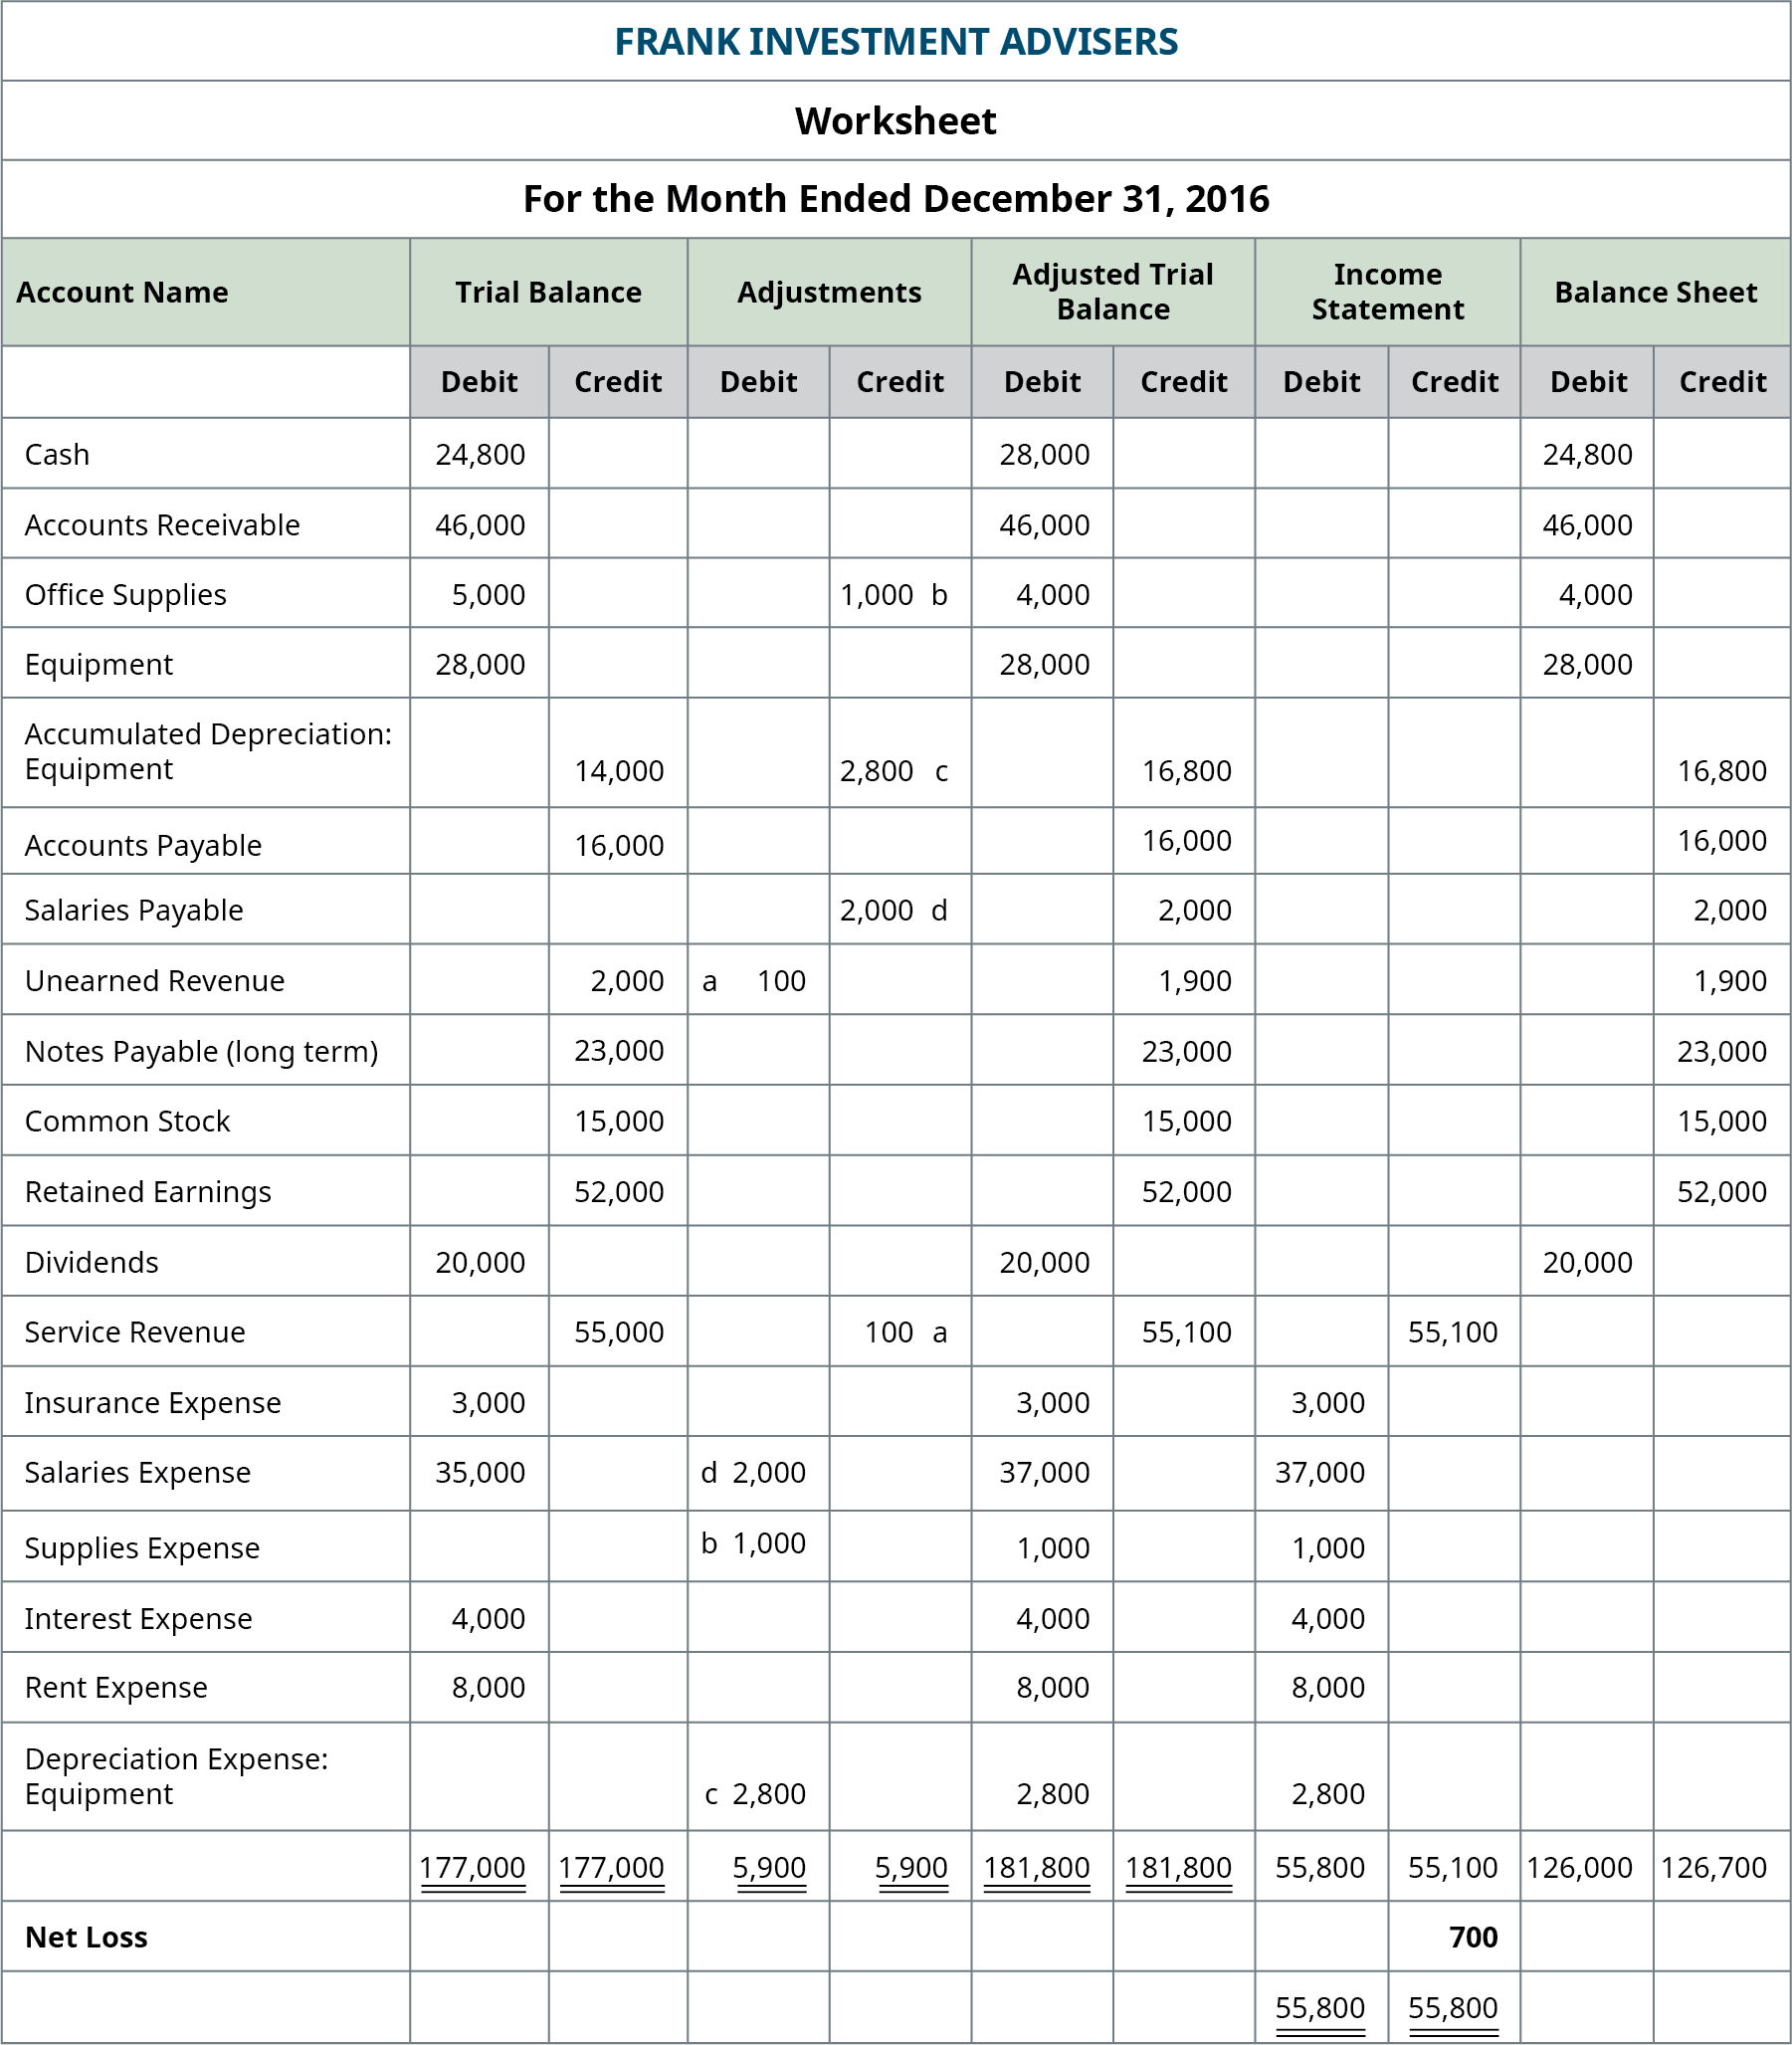 FRANK INVESTMENT ADVISERS
Worksheet
For the Month Ended December 31, 2016
Account Name Trial Balance Adjustments Adjusted Trial Balance Income Statement Balance Sheet
Debit Credit Debit Credit Debit Credit Debit Credit Debit Credit
Cash 24,800 28,000 24,800
Accounts Receivable 46,000 46,000 46,000
Office Supplies 5,000 1,000 b 4,000 4,000
Equipment 28,000 28,000 28,000
Accumulated Depreciation:
Equipment 14,000 2,800 c 16,800 16,800
Accounts Payable 16,000 16,000 16,000
Salaries Payable 2,000 d 2,000 2,000
Unearned Revenue 2,000 a 100 1,900 1,900
Notes Payable (long term) 23,000 23,000 23,000
Common Stock 15,000 15,000 15,000
Retained Earnings 52,000 52,000 52,000
Dividends 20,000 20,000 20,000
Service Revenue 55,000 100 a 55,100 55,100
Insurance Expense 3,000 3,000 3,000
Salaries Expense 35,000 d 2,000 37,000 37,000
Supplies Expense b 1,000 1,000 1,000
Interest Expense 4,000 4,000 4,000
Rent Expense 8,000 8,000 8,000
Depreciation Expense:
Equipment c 2,800 2,800 2,800
177,000 177,000 5,900 5,900 181,800 181,800 55,800 55,100 126,000 126,700
Net Loss 700
55,800 55,800